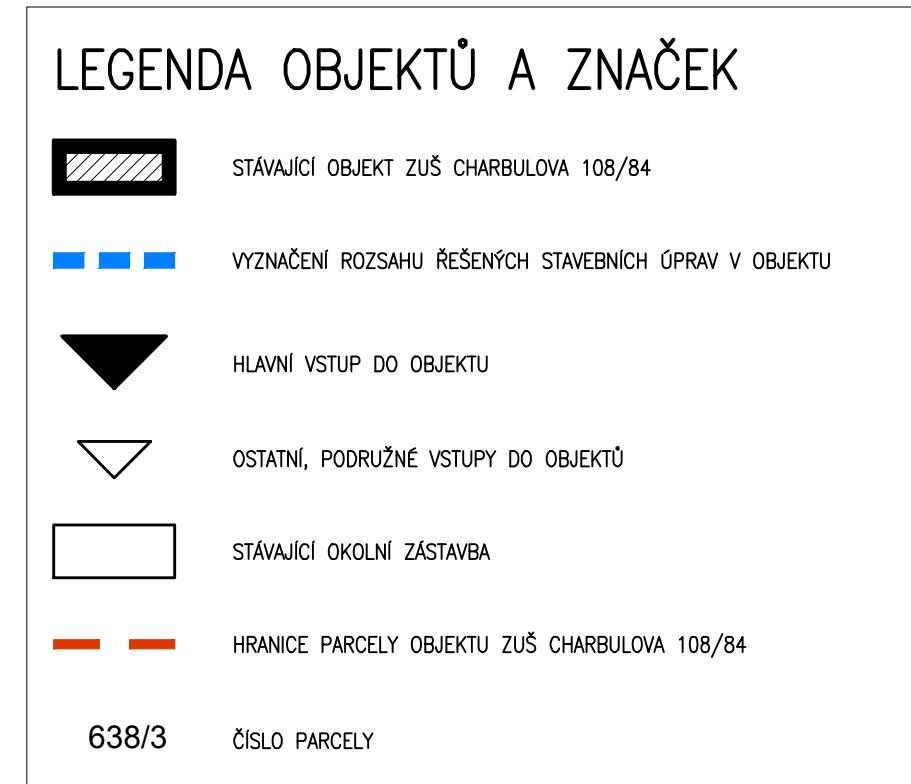 LEGENDA OBJEKTŮ A ZNAČEK
STÁVAJÍCÍ OBJEKT ZUŠ CHARBULOVA 108/84
VYZNAČENÍ ROZSAHU ŘEŠENÝCH STAVEBNÍCH ÚPRAV V OBJEKTU
HLAVNÍ VSTUP DO OBJEKTU
OSTATNÍ, PODRUŽNÉ VSTUPY DO OBJEKTŮ
STÁVAJÍCÍ OKOLNÍ ZÁSTAVBA
HRANICE PARCELY OBJEKTU ZUŠ CHARBULOVA 108/84
638/3 ČÍSLO PARCELY